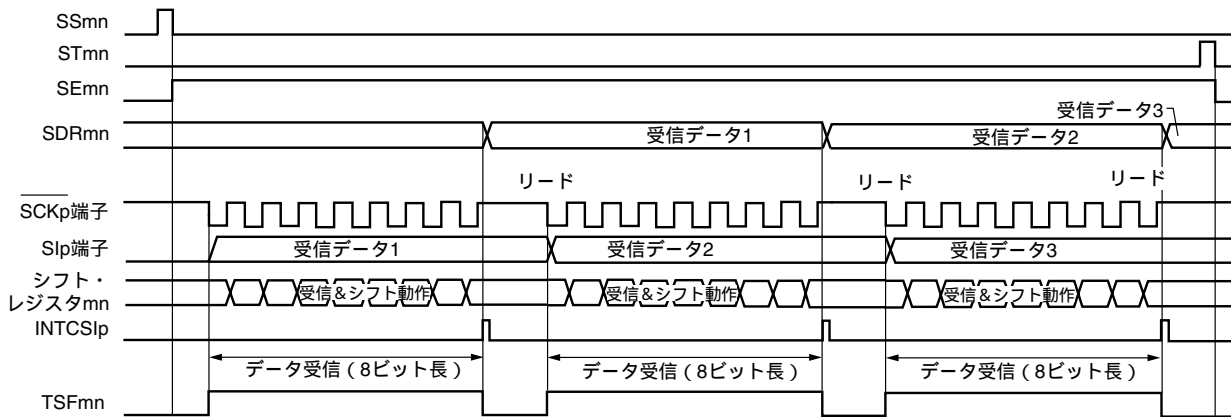 SSmn
STmn
SEmn
受信データ3
SDRmn
受信データ1
受信データ2
リード
リード
リード
SCKp端子
SIp端子
受信データ1
受信データ2
受信データ3
シフト・
レジスタmn
受信&シフト動作
受信&シフト動作
受信&シフト動作
INTCSIp
データ受信(8ビット長)
データ受信(8ビット長)
データ受信(8ビット長)
TSFmn